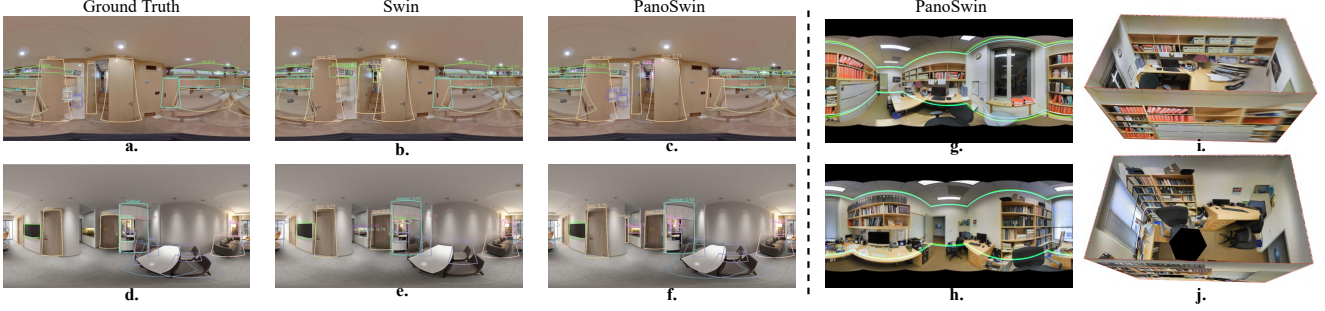 Ground Truth
Swin
PanoSwin
PanoSwin
a.
b.
c.
g.
i.
d.
e.
f.
h.
j.